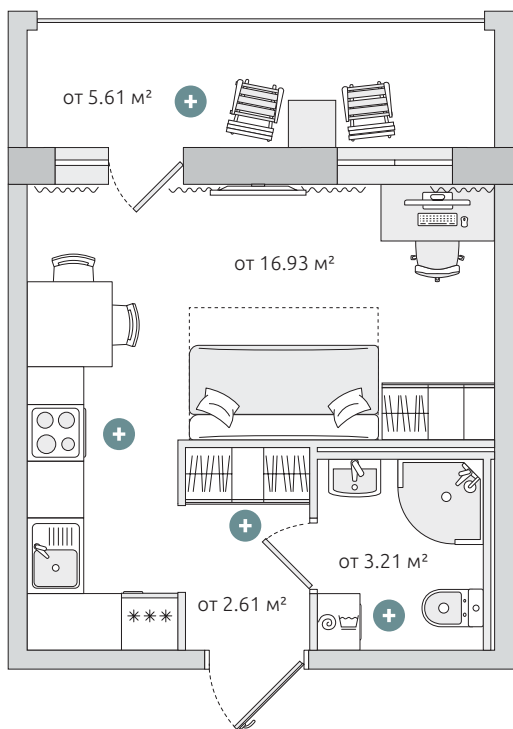 от 5.61 м²
от 16.93 м²
от 3.21 м²
от 2.61 м²